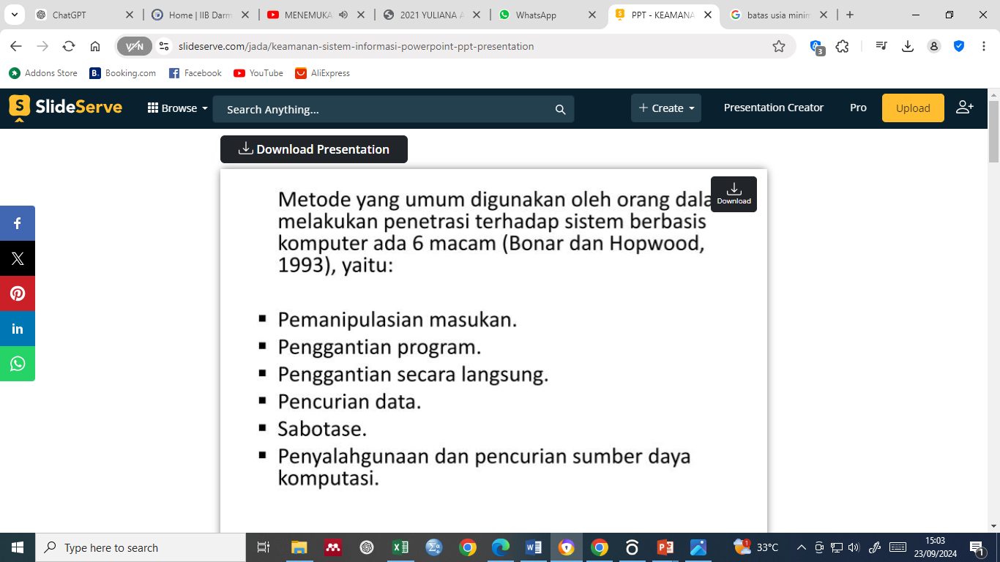 ChatGPT
Home | IIB Darm
MENEMUKA
2021 YULIANA A
WhatsApp
PPT - KEAMANA
batas usia minim
VPN
slideserve.com/jada/keamanan-sistem-informasi-powerpoint-ppt-presentation
3
Addons Store
Booking.com
Facebook
YouTube
AliExpress
SlideServe
Browse
Search Anything...
+ Create
Presentation Creator
Pro
Upload
Download Presentation
Download
Metode yang umum digunakan oleh orang dala
melakukan penetrasi terhadap sistem berbasis
komputer ada 6 macam (Bonar dan Hopwood,
1993), yaitu:
▪ Pemanipulasian masukan.
▪ Penggantian program.
▪ Penggantian secara langsung.
▪ Pencurian data.
▪ Sabotase.
▪ Penyalahgunaan dan pencurian sumber daya
komputasi.
Type here to search
33°C
15:03
23/09/2024
1